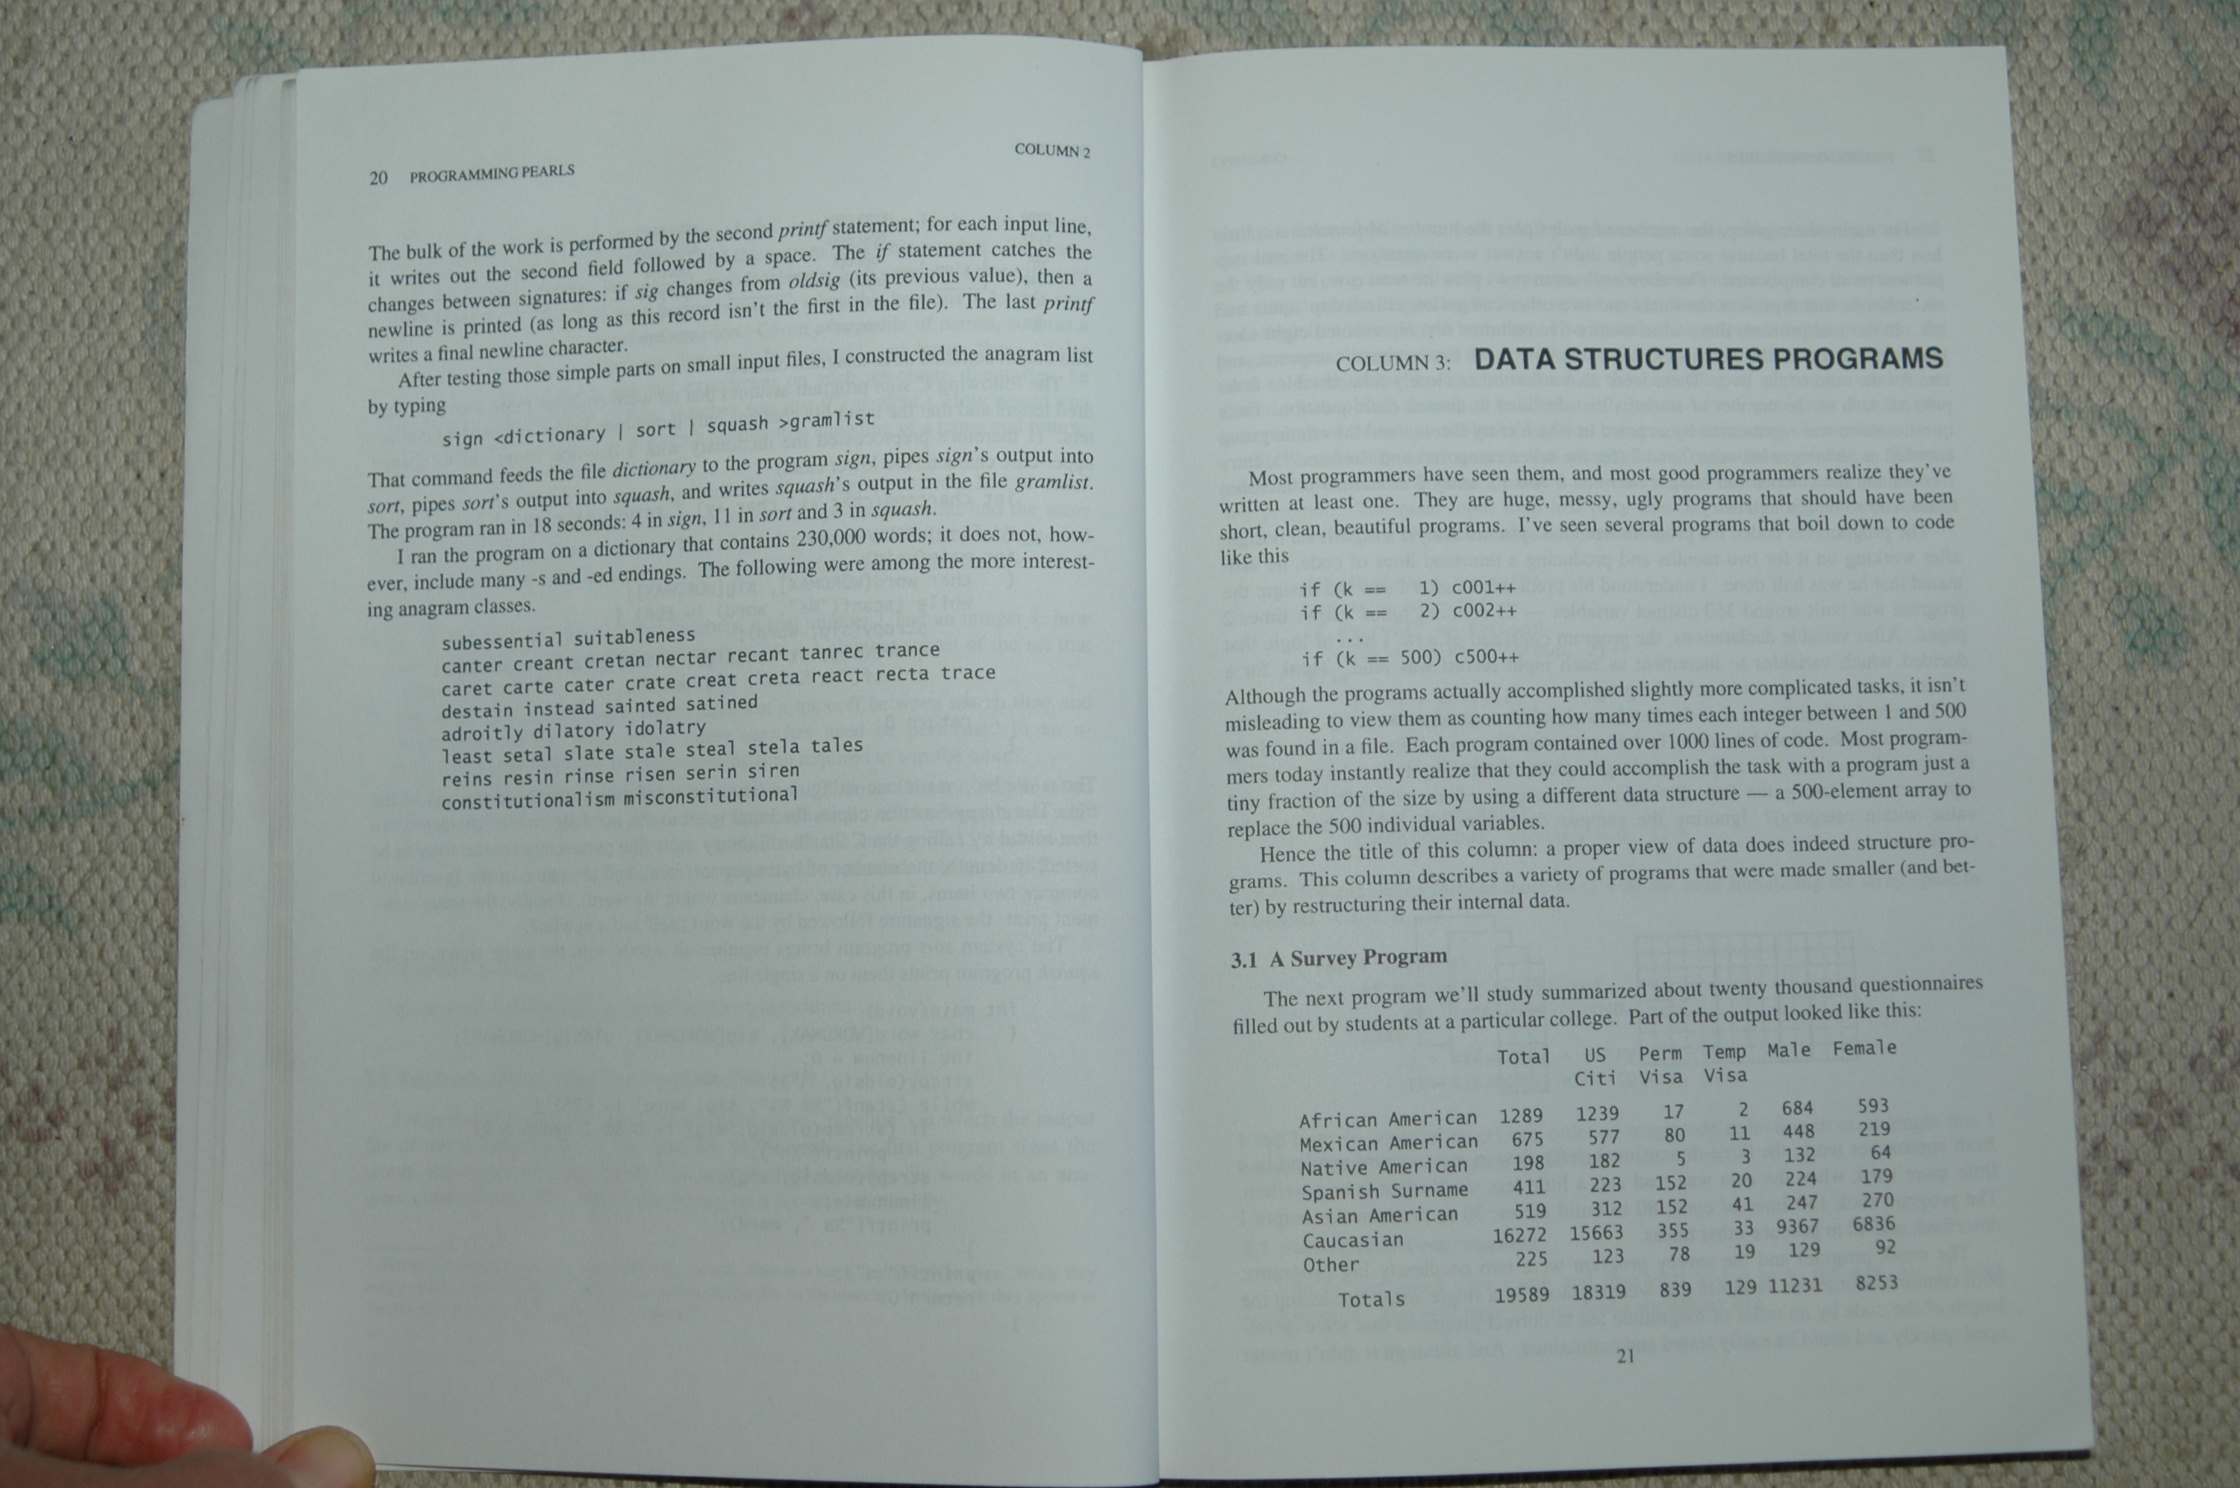 20 PROGRAMMING PEARLS COLUMN 2
The bulk of the work is performed by the second printf statement; for each input line,
it writes out the second field followed by a space. The if statement catches the
changes between signatures: if sig changes from oldsig (its previous value), then a
newline is printed (as long as this record isn't the first in the file). The last printf
writes a final newline character.
After testing those simple parts on small input files, I constructed the anagram list
by typing
sign <dictionary | sort | squash >gramlist
That command feeds the file dictionary to the program sign, pipes sign's output into
sort, pipes sort's output into squash, and writes squash's output in the file gramlist.
The program ran in 18 seconds: 4 in sign, 11 in sort and 3 in squash.
I ran the program on a dictionary that contains 230,000 words; it does not, how-
ever, include many -s and -ed endings. The following were among the more interest-
ing anagram classes.
subessential suitableness
canter creant cretan nectar recant tanrec trance
caret carte cater crate creat creta react recta trace
destain instead sainted satined
adroitly dilatory idolatry
least setal slate stale steal stela tales
reins resin rinse risen serin siren
constitutionalism misconstitutional
COLUMN 3: DATA STRUCTURES PROGRAMS
Most programmers have seen them, and most good programmers realize they've
written at least one. They are huge, messy, ugly programs that should have been
short, clean, beautiful programs. I've seen several programs that boil down to code
like this
if (k == 1) c001++
if (k == 2) c002++
...
if (k == 500) c500++
Although the programs actually accomplished slightly more complicated tasks, it isn't
misleading to view them as counting how many times each integer between 1 and 500
was found in a file. Each program contained over 1000 lines of code. Most program-
mers today instantly realize that they could accomplish the task with a program just a
tiny fraction of the size by using a different data structure — a 500-element array to
replace the 500 individual variables.
Hence the title of this column: a proper view of data does indeed structure pro-
grams. This column describes a variety of programs that were made smaller (and bet-
ter) by restructuring their internal data.
3.1 A Survey Program
The next program we'll study summarized about twenty thousand questionnaires
filled out by students at a particular college. Part of the output looked like this:
Total US Perm Temp Male Female
Citi Visa Visa
African American 1289 1239 17 2 684 593
Mexican American 675 577 80 11 448 219
Native American 198 182 5 3 132 64
Spanish Surname 411 223 152 20 224 179
Asian American 519 312 152 41 247 270
Caucasian 16272 15663 355 33 9367 6836
Other 225 123 78 19 129 92
Totals 19589 18319 839 129 11231 8253
21